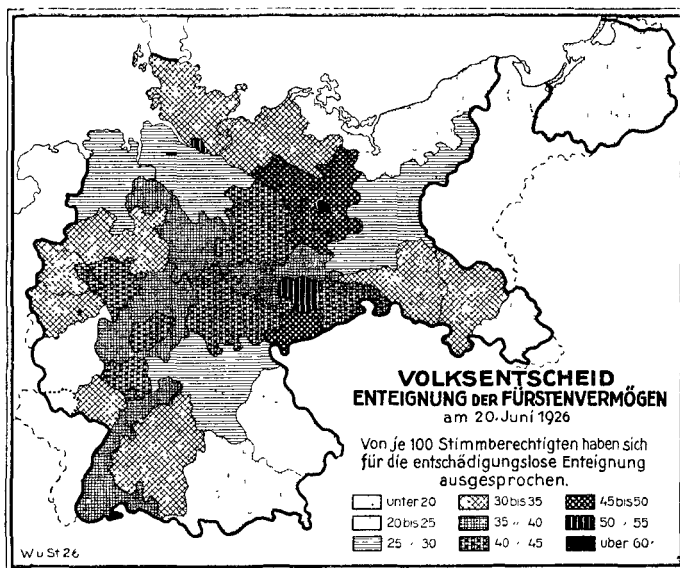 VOLKSENTSCHEID
ENTEIGNUNG DER FÜRSTENVERMÖGEN
am 20. Juni 1926
Von je 100 Stimmberechtigten haben sich
für die entschädigungslose Enteignung
ausgesprochen.
unter 20
30 bis 35
45 bis 50
20 bis 25
35 „ 40
50 „ 55
25 „ 30
40 „ 45
über 60
W u St 26